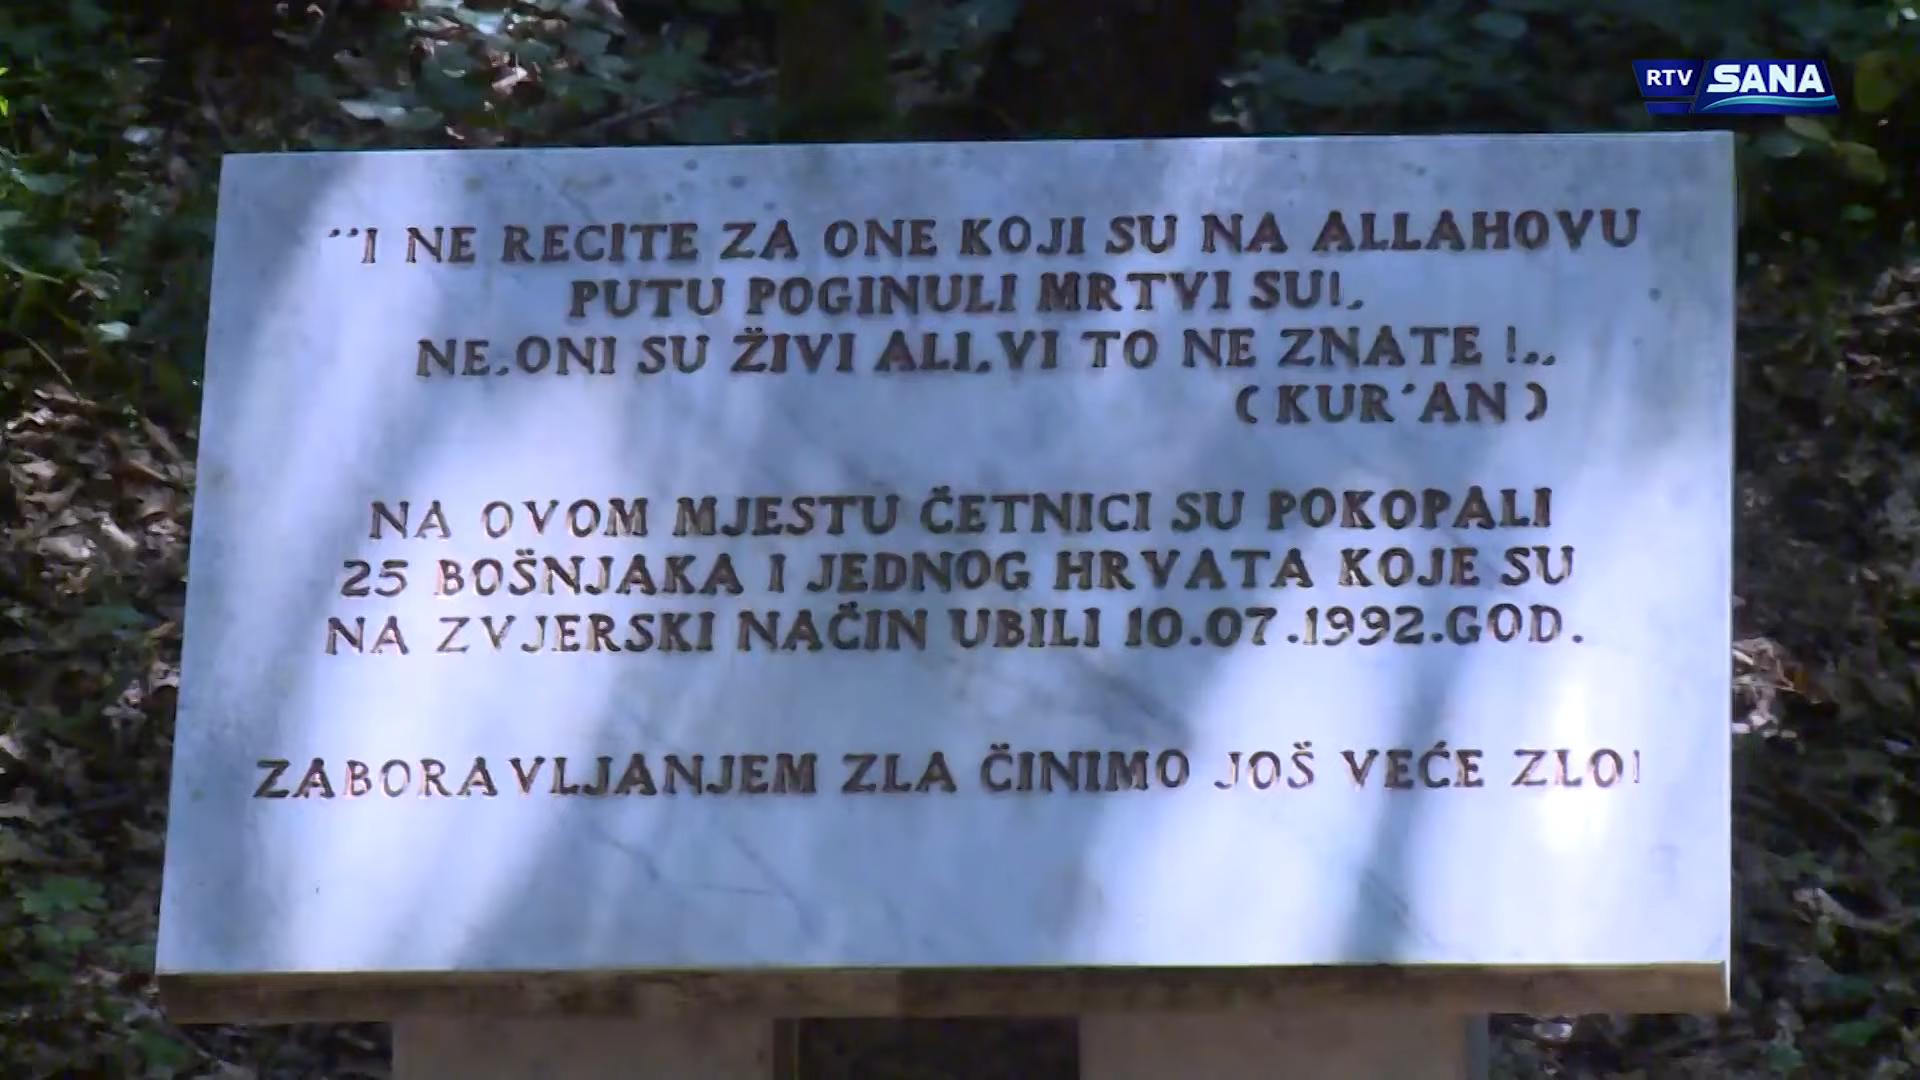 RTV SANA
´´I NE RECITE ZA ONE KOJI SU NA ALLAHOVU
PUTU POGINULI MRTVI SU!.
NE.ONI SU ŽIVI ALI.VI TO NE ZNATE !..
(KUR´AN)
NA OVOM MJESTU ČETNICI SU POKOPALI
25 BOŠNJAKA I JEDNOG HRVATA KOJE SU
NA ZVJERSKI NAČIN UBILI 10.07.1992.GOD.
ZABORAVLJANJEM ZLA ČINIMO JOŠ VEĆE ZLO!